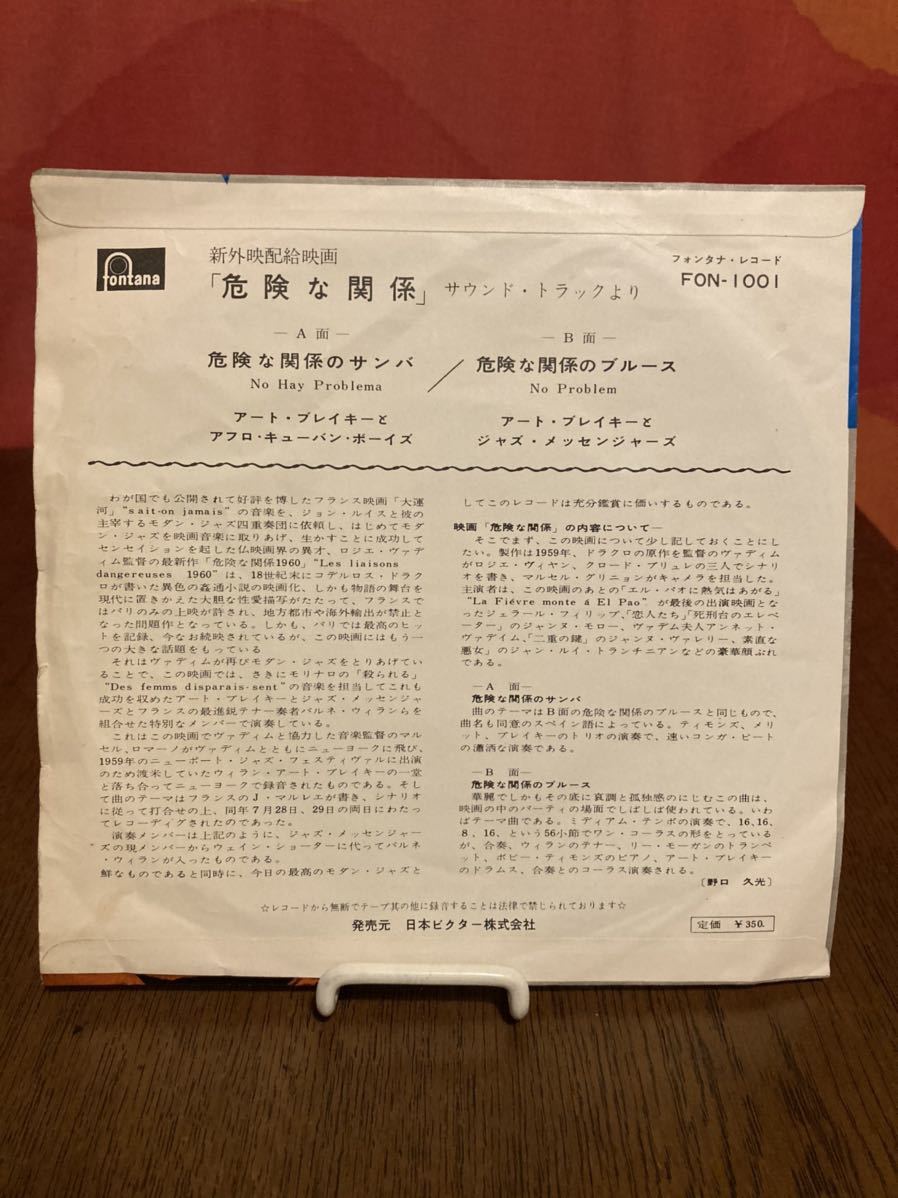 fontana
新外映配給映画
「危険な関係」サウンド・トラックより
フォンタナ・レコード
FON-1001
—A面—
危険な関係のサンバ
No Hay Problema
アート・ブレイキーと
アフロ・キューバン・ボーイズ
—B面—
危険な関係のブルース
No Problem
アート・ブレイキーと
ジャズ・メッセンジャーズ
わが国でも公開されて好評を博したフランス映画「大運
河」“sait-on jamais”の音楽を、ジョン・ルイスと彼の
主宰するモダン・ジャズ四重奏団に依頼し、はじめてモダ
ン・ジャズを映画音楽に取りあげ、生かすことに成功して
センセイションを起した仏映画界の異才、ロジエ・ヴァデ
ィム監督の最新作「危険な関係1960」“Les liaisons
dangereuses 1960”は、18世紀末にコデルロス・ドラク
ロが書いた異色の姦通小説の映画化、しかも物語の舞台を
現代に置きかえた大胆な性愛描写がたたって、フランスで
はパリのみの上映が許され、地方都市や海外輸出が禁止と
なった問題作となっている。しかも、パリでは最高のヒッ
トを記録、今なお続映されているが、この映画にはもう一
つの大きな話題をもっている
それはヴァディムが再びモダン・ジャズをとりあげてい
ることで、この映画では、さきにモリナロの「殺られる」
“Des femms disparais-sent”の音楽を担当してこれも
成功を収めたアート・ブレイキーとジャズ・メッセンジャ
ーズとフランスの最進鋭テナー奏者バルネ・ウィランらを
組合せた特別なメンバーで演奏している。
これはこの映画でヴァディムと協力した音楽監督のマル
セル、ロマーノがヴァディムとともにニューヨークに飛び、
1959年のニューポート・ジャズ・フェスティヴァルに出演
のため渡米していたウィラン・アート・ブレイキーの一堂
と落ち合ってニューヨークで録音されたものである。そし
て曲のテーマはフランスのJ・マルレエが書き、シナリオ
に従って打合せの上、同年7月28日、29日の両日にわたっ
てレコーディグされたのであった。
演奏メンバーは上記のように、ジャズ・メッセンジャー
ズの現メンバーからウェイン・ショーターに代ってバルネ
・ウィランが入ったものである。
鮮なものであると同時に、今日の最高のモダン・ジャズと
してこのレコードは充分鑑賞に価いするものである。
映画「危険な関係」の内容について—
そこでまず、この映画について少し記しておくことにし
たい。製作は1959年、ドラクロの原作を監督のヴァディム
がロジエ・ヴィヤン、クロード・ブリュレの三人でシナリ
オを書き、マルセル・グリニョンがキャメラを担当した。
主演者は、この映画のあとの「エル・パオに熱気はあがる」
“La Fiévre monte á El Pao”が最後の出演映画とな
ったジェラール・フィリップ、「恋人たち」「死刑台のエレベ
ーター」のジャンヌ・モロー、ヴァデム夫人アンネット・
ヴァデイム、「二重の鍵」のジャンヌ・ヴァレリー、素直な
悪女」のジャン・ルイ・トランチニアンなどの豪華顔ぶれ
である。
—A面—
危険な関係のサンバ
曲のテーマはB面の危険な関係のブルースと同じもので、
曲名も同意のスペイン語によっている。ティモンズ、メリ
ット、ブレイキーのトリオの演奏で、速いコンガ・ビート
の瀟洒な演奏である。
—B面—
危険な関係のブルース
華麗でしかもその底に哀調と孤独感のにじむこの曲は、
映画の中のパーティの場面でしばしば使われている。いわ
ばテーマ曲である。ミディアム・テンポの演奏で、16、16、
8、16、という56小節でワン・コーラスの形をとっている
が、合奏、ウィランのテナー、リー・モーガンのトランペ
ット、ボビー・ティモンズのピアノ、アート・ブレイキー
のドラムス、合奏とのコーラス演奏される。
〔野口 久光〕
☆レコードから無断でテープ其の他に録音することは法律で禁じられております☆
発売元 日本ビクター株式会社
定価 ￥350.